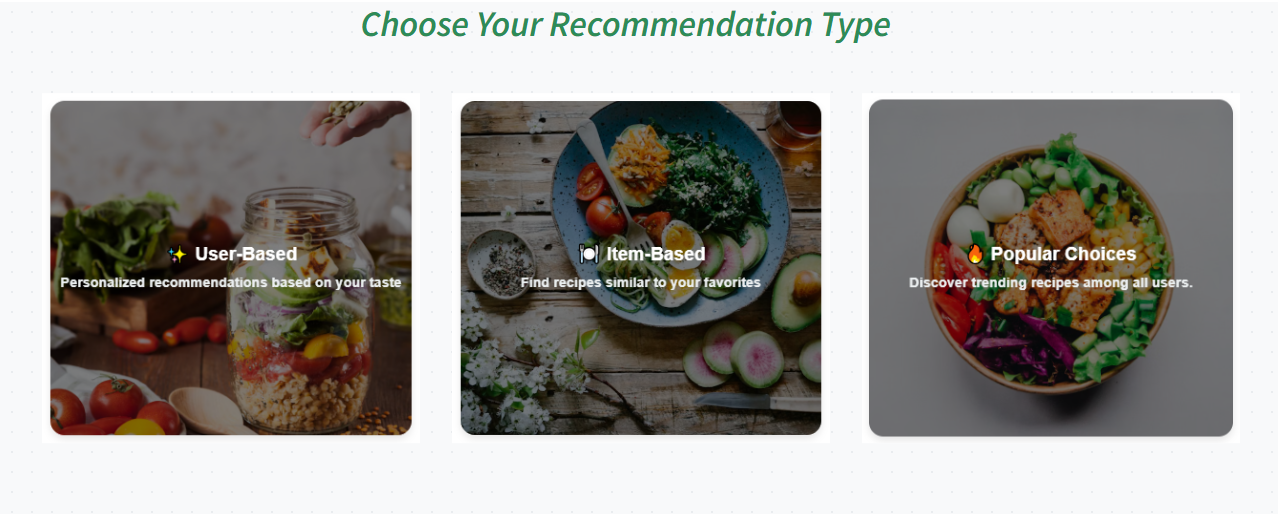 Choose Your Recommendation Type
✨ User-Based
Personalized recommendations based on your taste
🍽 Item-Based
Find recipes similar to your favorites
🔥 Popular Choices
Discover trending recipes among all users.